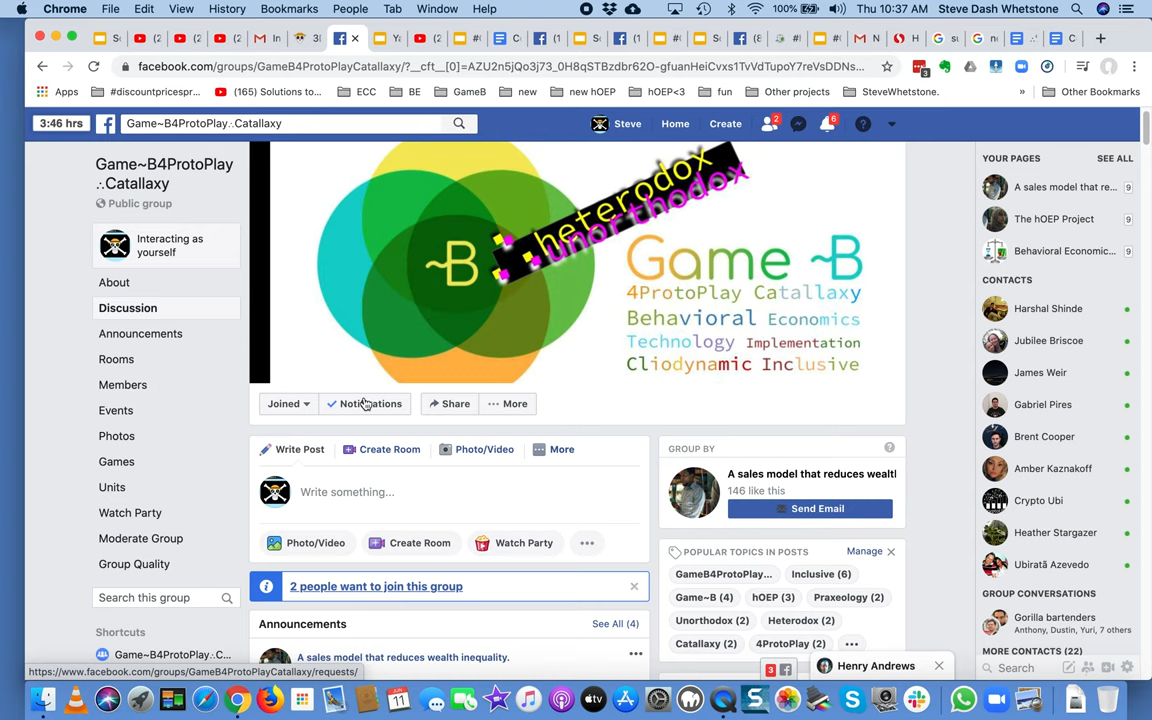 Chrome File Edit View History Bookmarks People Tab Window Help 100% Thu 10:37 AM Steve Dash Whetstone
facebook.com/groups/GameB4ProtoPlayCatallaxy/?__cft__[0]=AZU2n5jQo3j73_0H8qSTBzdbr62O-gfuanHeiCvxs1TvVdTupoY7reVsDDNs...
Apps #discountpricespr... (165) Solutions to... ECC BE GameB new new hOEP hOEP<3 fun Other projects SteveWhetstone. » Other Bookmarks
3:46 hrs Game~B4ProtoPlay∴Catallaxy Steve Home Create 2 6
Game~B4ProtoPlay
∴Catallaxy
Public group
Interacting as
yourself
About
Discussion
Announcements
Rooms
Members
Events
Photos
Games
Units
Watch Party
Moderate Group
Group Quality
Search this group
Shortcuts
Game~B4ProtoPlay∴C...
heterodox
unorthodox
~B
Game ~B
4ProtoPlay Catallaxy
Behavioral Economics
Technology Implementation
Cliodynamic Inclusive
Joined Notifications Share More
Write Post Create Room Photo/Video More
Write something...
Photo/Video Create Room Watch Party
2 people want to join this group
Announcements See All (4)
A sales model that reduces wealth inequality.
GROUP BY
A sales model that reduces wealt
146 like this
Send Email
POPULAR TOPICS IN POSTS Manage
GameB4ProtoPlay... Inclusive (6)
Game~B (4) hOEP (3) Praxeology (2)
Unorthodox (2) Heterodox (2)
Catallaxy (2) 4ProtoPlay (2) ...
YOUR PAGES SEE ALL
A sales model that re... 9
The hOEP Project 9
Behavioral Economic... 9
CONTACTS
Harshal Shinde
Jubilee Briscoe
James Weir
Gabriel Pires
Brent Cooper
Amber Kaznakoff
Crypto Ubi
Heather Stargazer
Ubiratã Azevedo
GROUP CONVERSATIONS
Gorilla bartenders
Anthony, Dustin, Yuri, 7 others
MORE CONTACTS (22)
Search
3 Henry Andrews
https://www.facebook.com/groups/GameB4ProtoPlayCatallaxy/requests/